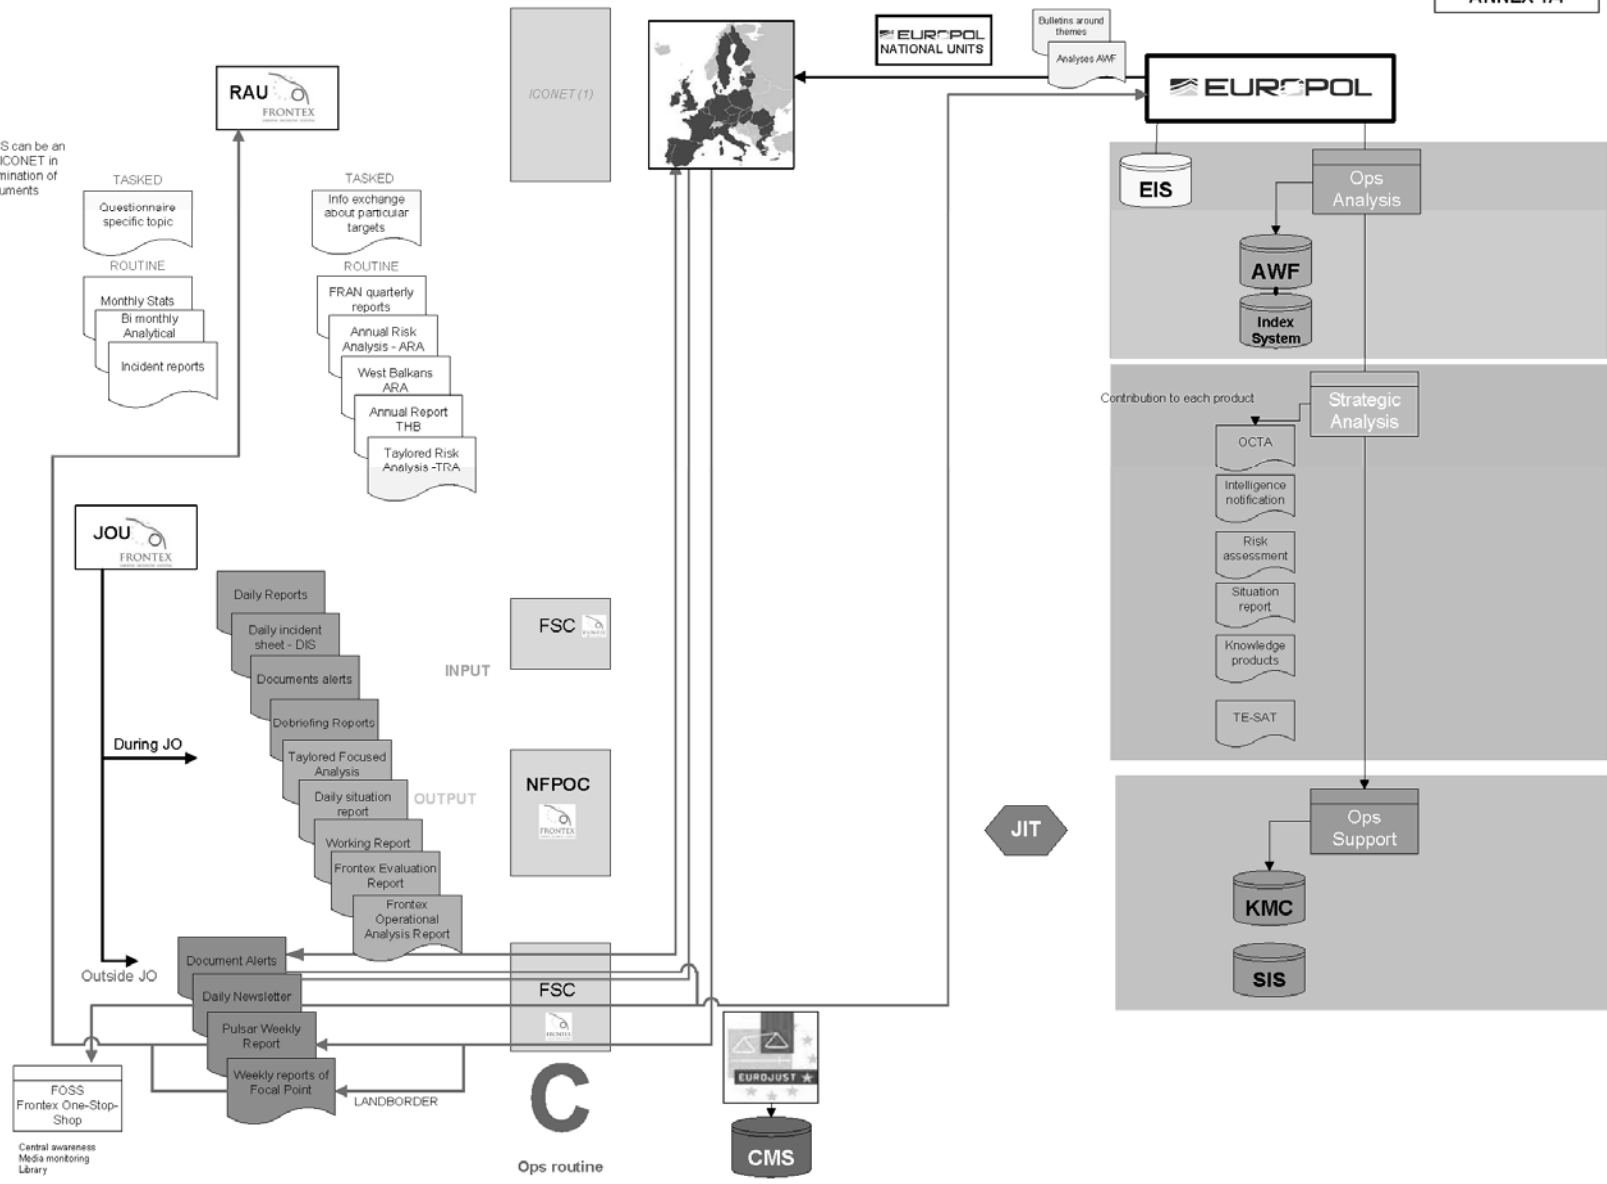 ANNEX 1A
Bulletins around
themes
Analyses AWF
EUROPOL
NATIONAL UNITS
EUROPOL
RAU
FRONTEX
ICONET (1)
S can be an
ICONET in
mination of
uments
TASKED
Questionnaire
specific topic
ROUTINE
Monthly Stats
Bi monthly
Analytical
Incident reports
TASKED
Info exchange
about particular
targets
ROUTINE
FRAN quarterly
reports
Annual Risk
Analysis - ARA
West Balkans
ARA
Annual Report
THB
Taylored Risk
Analysis -TRA
EIS
Ops
Analysis
AWF
Index
System
Contribution to each product
Strategic
Analysis
OCTA
Intelligence
notification
Risk
assessment
Situation
report
Knowledge
products
TE-SAT
Ops
Support
KMC
SIS
JIT
JOU
FRONTEX
During JO
Outside JO
Daily Reports
Daily incident
sheet - DIS
Documents alerts
Debriefing Reports
Taylored Focused
Analysis
Daily situation
report
Working Report
Frontex Evaluation
Report
Frontex
Operational
Analysis Report
INPUT
OUTPUT
FSC
NFPOC
FRONTEX
FSC
Document Alerts
Daily Newsletter
Pulsar Weekly
Report
Weekly reports of
Focal Point
LANDBORDER
FOSS
Frontex One-Stop-
Shop
Central awareness
Media monitoring
Library
C
Ops routine
EUROJUST
CMS